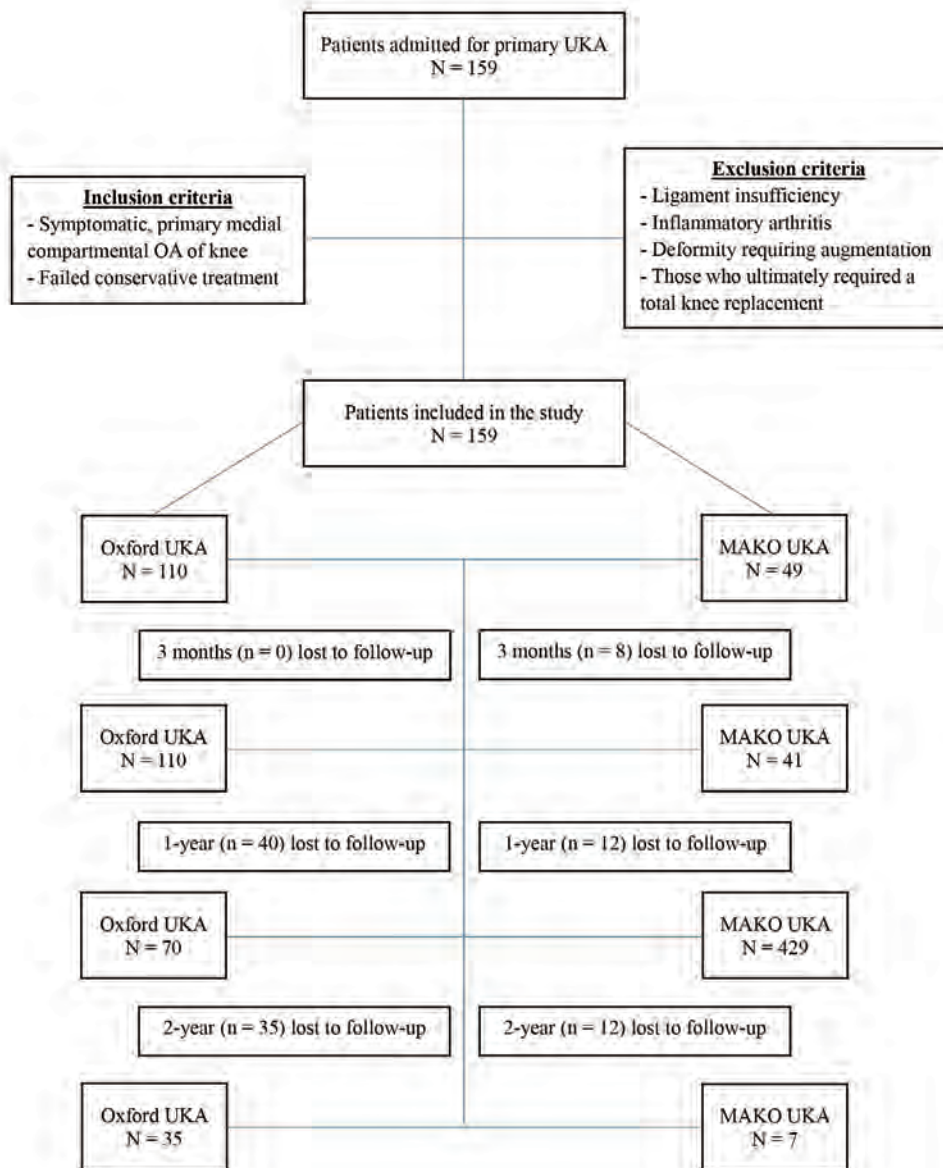 Patients admitted for primary UKA
N = 159
Inclusion criteria
- Symptomatic, primary medial
compartmental OA of knee
- Failed conservative treatment
Exclusion criteria
- Ligament insufficiency
- Inflammatory arthritis
- Deformity requiring augmentation
- Those who ultimately required a
total knee replacement
Patients included in the study
N = 159
Oxford UKA
N = 110
MAKO UKA
N = 49
3 months (n = 0) lost to follow-up
3 months (n = 8) lost to follow-up
Oxford UKA
N = 110
MAKO UKA
N = 41
1-year (n = 40) lost to follow-up
1-year (n = 12) lost to follow-up
Oxford UKA
N = 70
MAKO UKA
N = 429
2-year (n = 35) lost to follow-up
2-year (n = 12) lost to follow-up
Oxford UKA
N = 35
MAKO UKA
N = 7